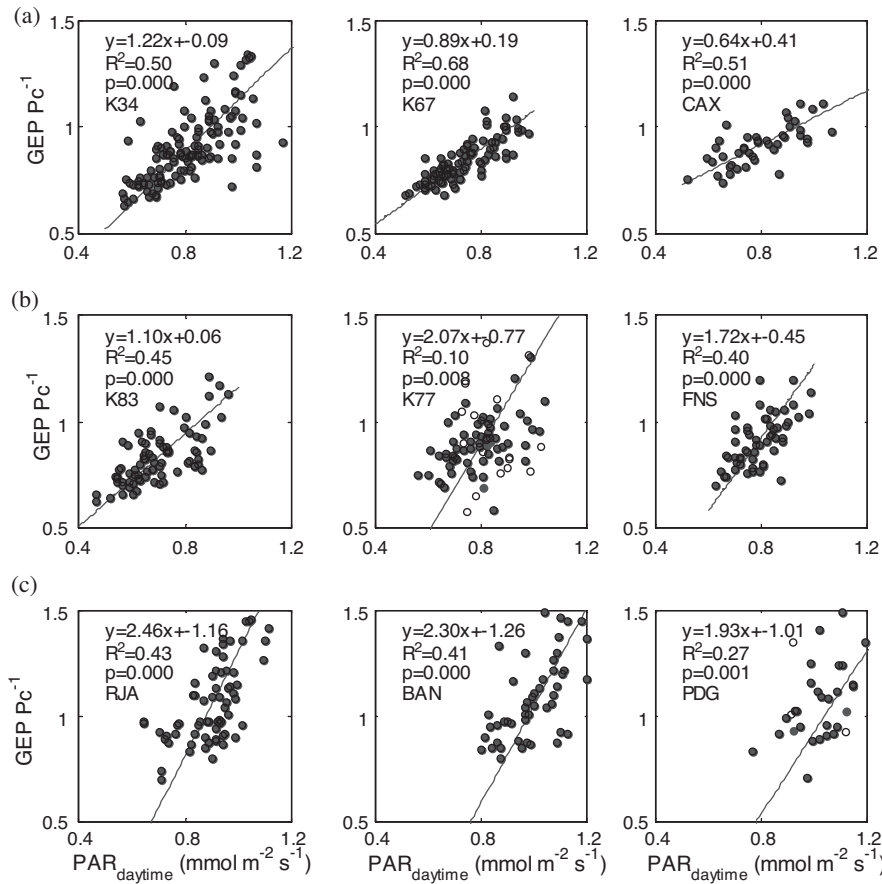 (a)
GEP Pc⁻¹
1.5
1
0.5
y=1.22x+-0.09
R²=0.50
p=0.000
K34
0.4 0.8 1.2
1.5
1
0.5
y=0.89x+0.19
R²=0.68
p=0.000
K67
0.4 0.8 1.2
1.5
1
0.5
y=0.64x+0.41
R²=0.51
p=0.000
CAX
0.4 0.8 1.2
(b)
GEP Pc⁻¹
1.5
1
0.5
y=1.10x+0.06
R²=0.45
p=0.000
K83
0.4 0.8 1.2
1.5
1
0.5
y=2.07x+-0.77
R²=0.10
p=0.008
K77
0.4 0.8 1.2
1.5
1
0.5
y=1.72x+-0.45
R²=0.40
p=0.000
FNS
0.4 0.8 1.2
(c)
GEP Pc⁻¹
1.5
1
0.5
y=2.46x+-1.16
R²=0.43
p=0.000
RJA
0.4 0.8 1.2
PAR daytime (mmol m⁻² s⁻¹)
1.5
1
0.5
y=2.30x+-1.26
R²=0.41
p=0.000
BAN
0.4 0.8 1.2
PAR daytime (mmol m⁻² s⁻¹)
1.5
1
0.5
y=1.93x+-1.01
R²=0.27
p=0.001
PDG
0.4 0.8 1.2
PAR daytime (mmol m⁻² s⁻¹)